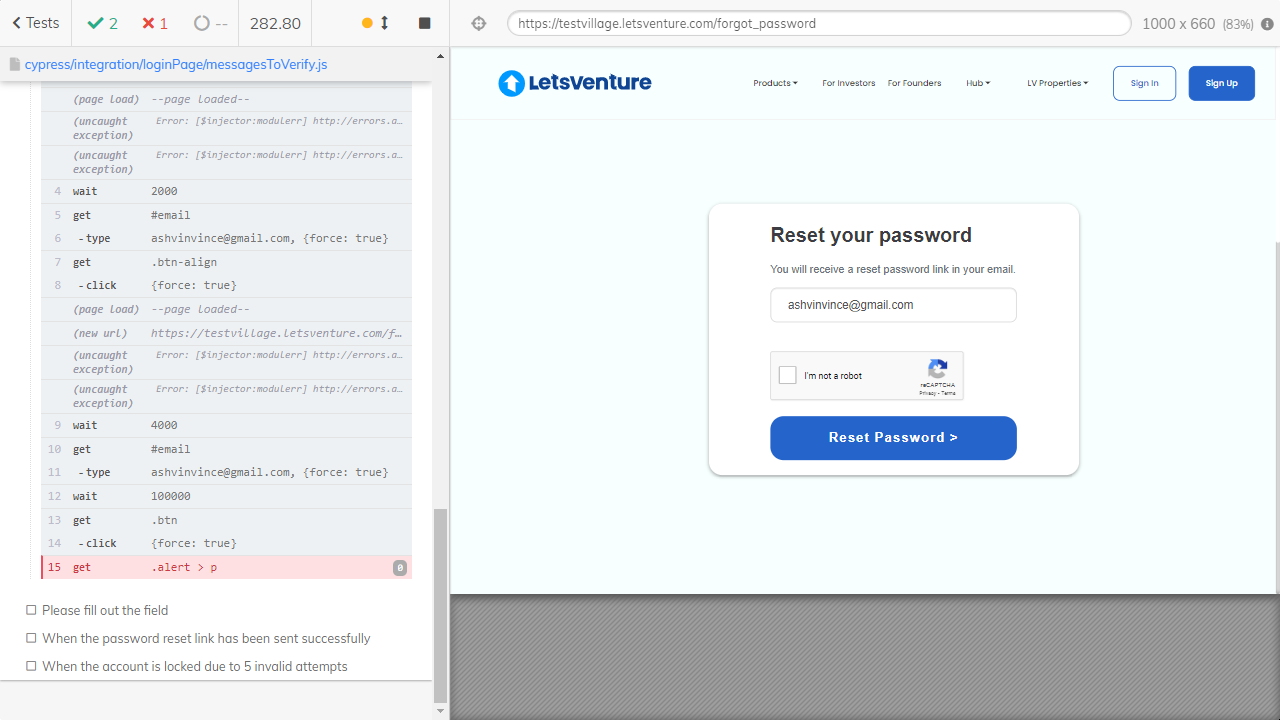 Tests
2
1
--
282.80
https://testvillage.letsventure.com/forgot_password
1000 x 660 (83%)
cypress/integration/loginPage/messagesToVerify.js
(page load) --page loaded--
(uncaught exception) Error: [$injector:modulerr] http://errors.a…
(uncaught exception) Error: [$injector:modulerr] http://errors.a…
4 wait 2000
5 get #email
6 -type ashvinvince@gmail.com, {force: true}
7 get .btn-align
8 -click {force: true}
(page load) --page loaded--
(new url) https://testvillage.letsventure.com/f…
(uncaught exception) Error: [$injector:modulerr] http://errors.a…
(uncaught exception) Error: [$injector:modulerr] http://errors.a…
9 wait 4000
10 get #email
11 -type ashvinvince@gmail.com, {force: true}
12 wait 100000
13 get .btn
14 -click {force: true}
15 get .alert > p 0
Please fill out the field
When the password reset link has been sent successfully
When the account is locked due to 5 invalid attempts
LetsVenture
Products
For Investors
For Founders
Hub
LV Properties
Sign In
Sign Up
Reset your password
You will receive a reset password link in your email.
ashvinvince@gmail.com
I'm not a robot
reCAPTCHA
Privacy - Terms
Reset Password >